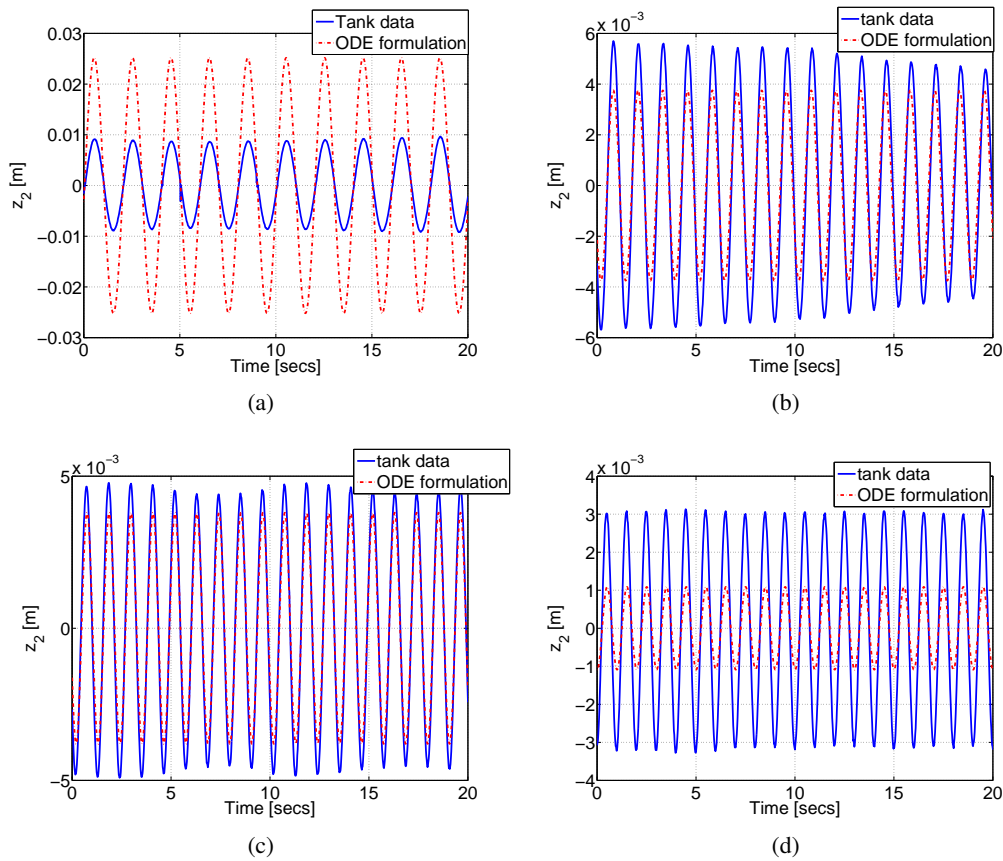 Tank data
ODE formulation
0.03
0.02
0.01
0
−0.01
−0.02
−0.03
z_2 [m]
0 5 10 15 20
Time [secs]
(a)
x 10^−3
tank data
ODE formulation
6
4
2
0
−2
−4
−6
z_2 [m]
0 5 10 15 20
Time [secs]
(b)
x 10^−3
tank data
ODE formulation
5
0
−5
z_2 [m]
0 5 10 15 20
Time [secs]
(c)
x 10^−3
tank data
ODE formulation
4
3
2
1
0
−1
−2
−3
−4
z_2 [m]
0 5 10 15 20
Time [secs]
(d)